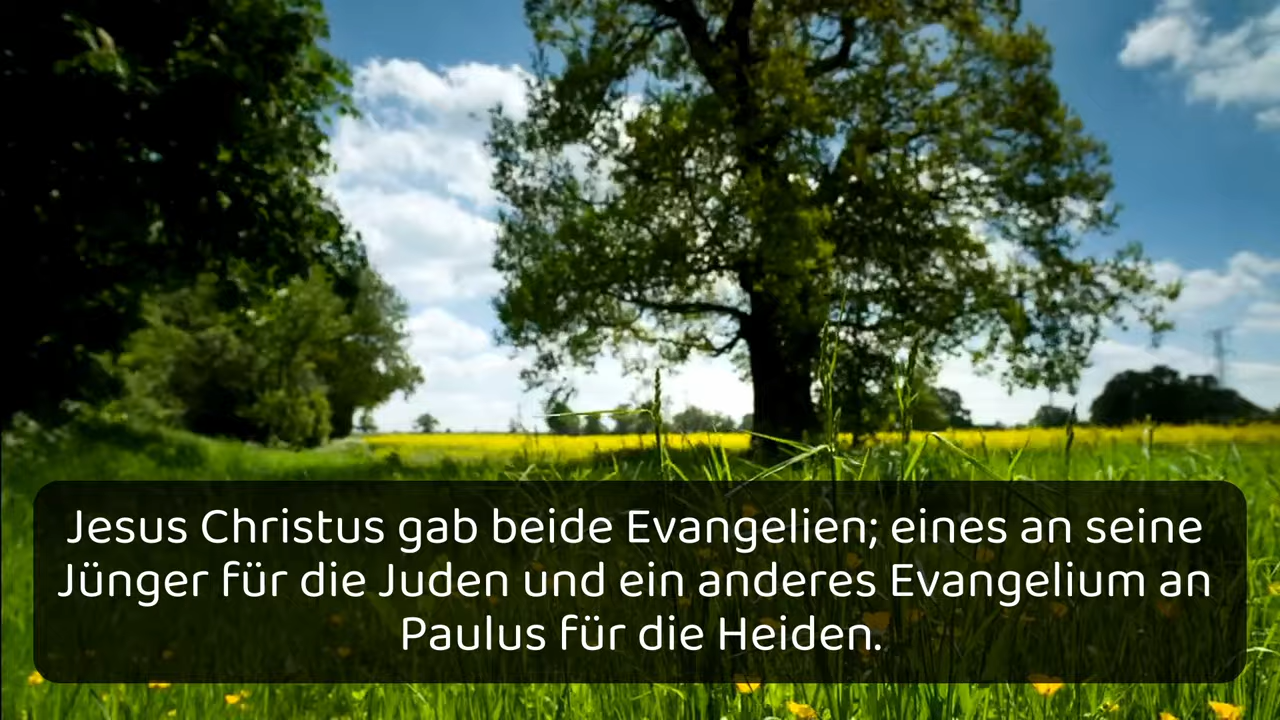 Jesus Christus gab beide Evangelien; eines an seine
Jünger für die Juden und ein anderes Evangelium an
Paulus für die Heiden.